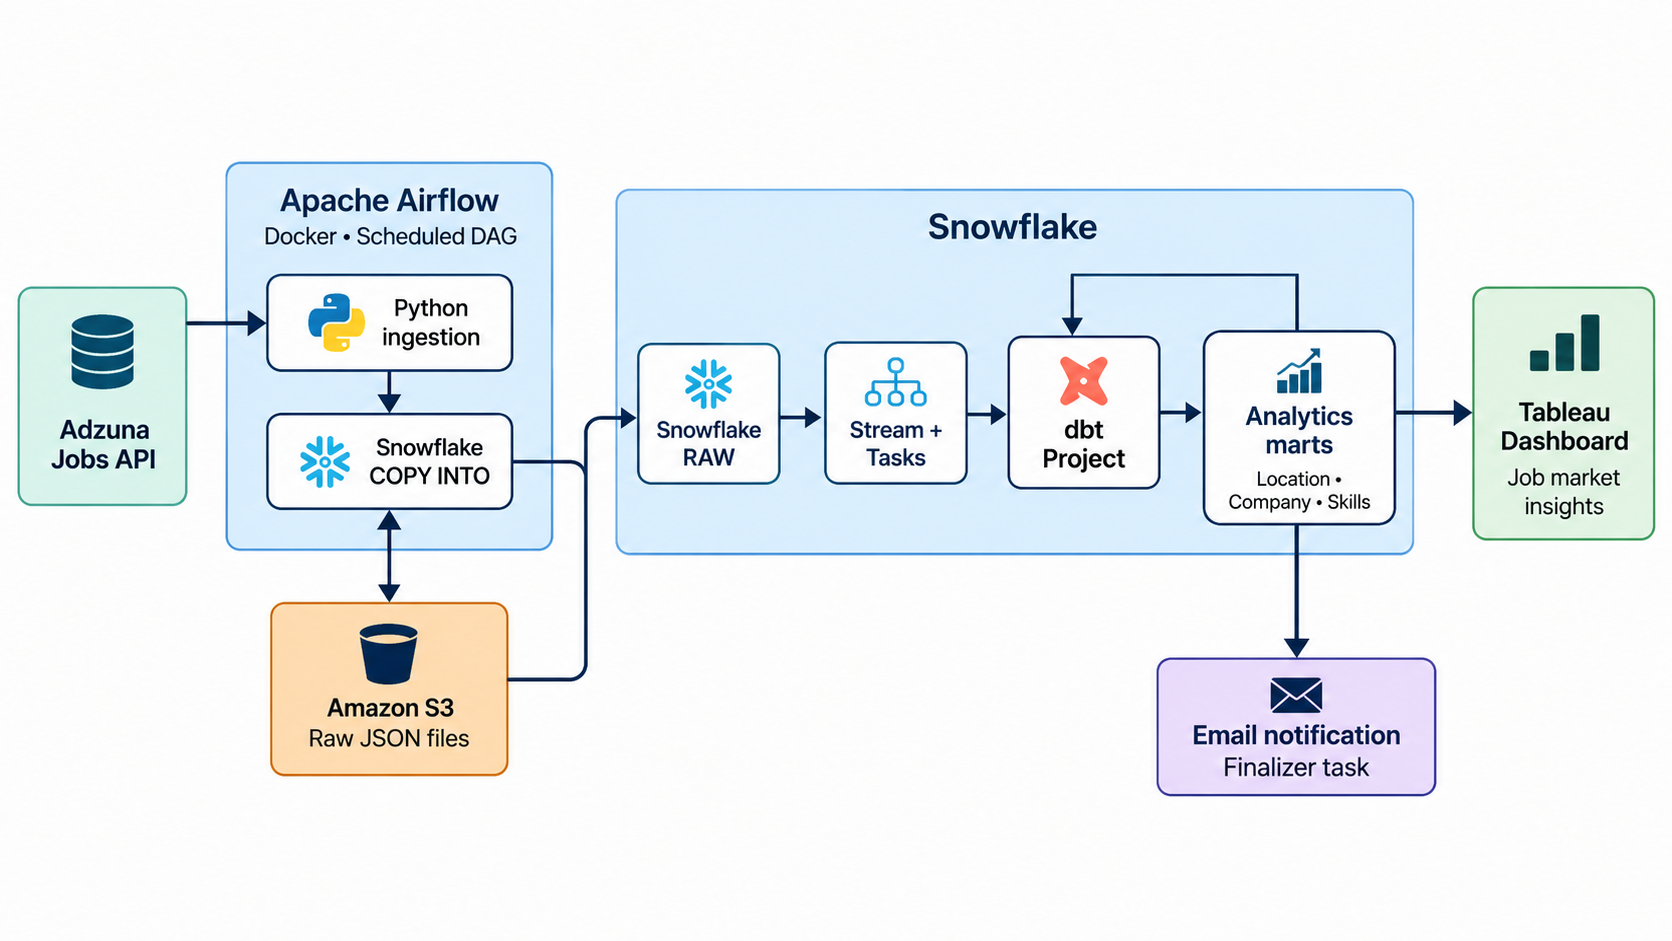 Adzuna
Jobs API
Apache Airflow
Docker • Scheduled DAG
Python
ingestion
Snowflake
COPY INTO
Amazon S3
Raw JSON files
Snowflake
Snowflake
RAW
Stream +
Tasks
dbt
Project
Analytics
marts
Location •
Company • Skills
Tableau
Dashboard
Job market
insights
Email notification
Finalizer task